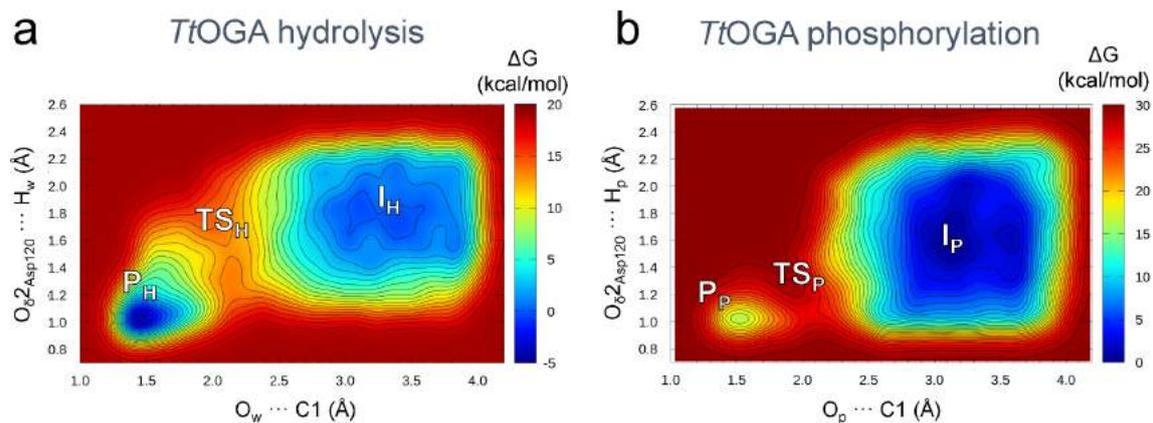 a TtOGA hydrolysis
ΔG
(kcal/mol)
2.6
2.4
2.2
2.0
1.8
1.6
1.4
1.2
1.0
0.8
Oδ2Asp120 ··· Hw (Å)
1.0 1.5 2.0 2.5 3.0 3.5 4.0
Ow ··· C1 (Å)
20
15
10
5
0
-5
IH
TSH
PH
b TtOGA phosphorylation
ΔG
(kcal/mol)
2.6
2.4
2.2
2.0
1.8
1.6
1.4
1.2
1.0
0.8
Oδ2Asp120 ··· Hp (Å)
1.0 1.5 2.0 2.5 3.0 3.5 4.0
Op ··· C1 (Å)
30
25
20
15
10
5
0
IP
TSP
PP